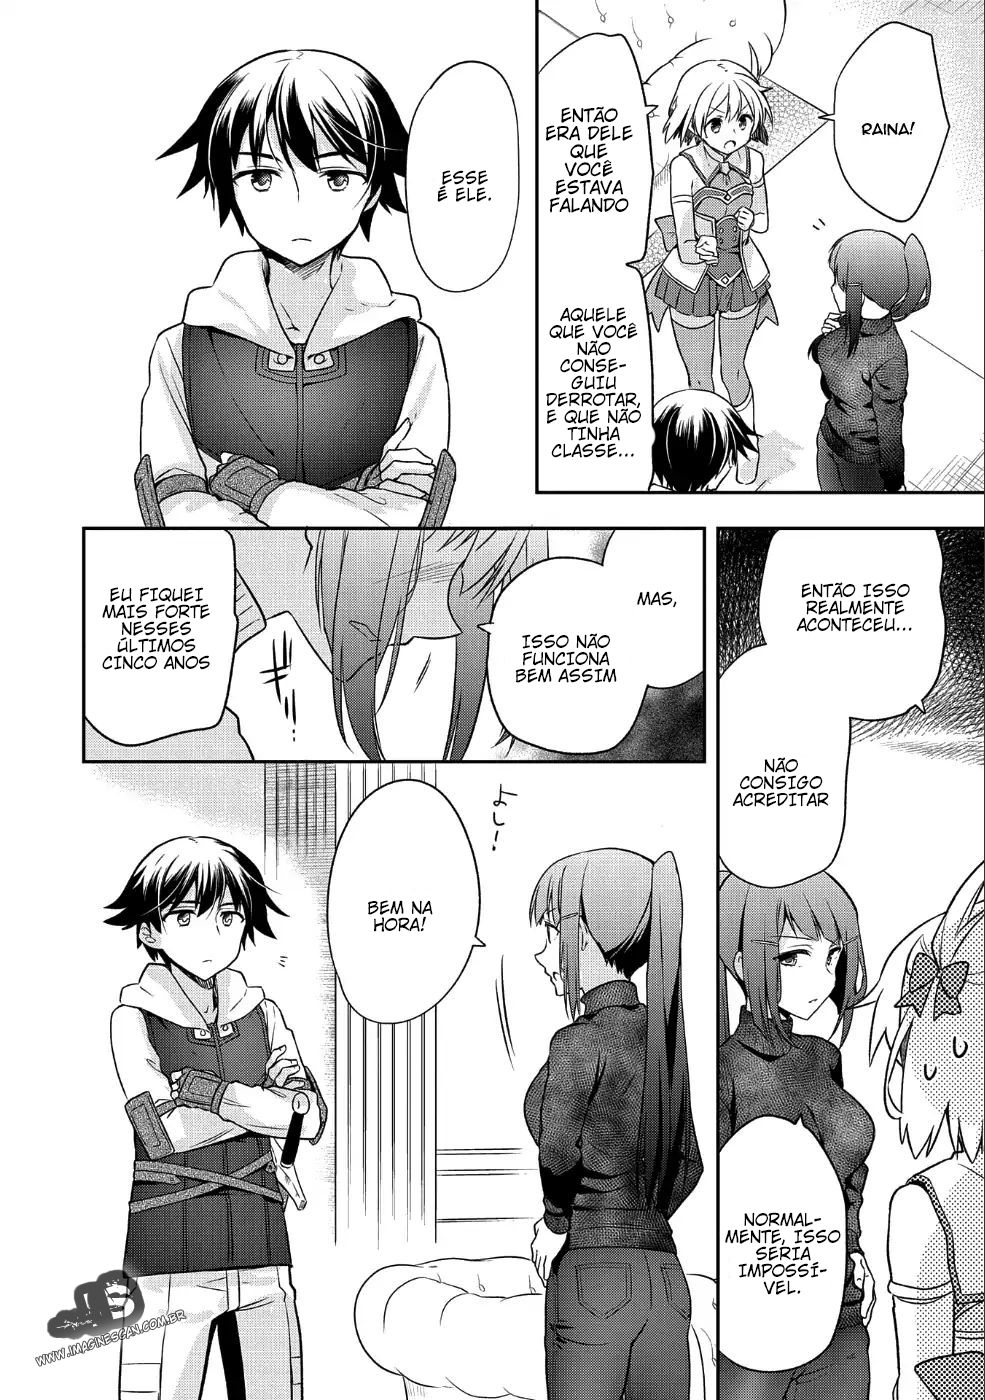 RAINA!
ENTÃO
ERA DELE
QUE
VOCÊ
ESTAVA
FALANDO
AQUELE
QUE VOCÊ
NÃO
CONSE-
GUIU
DERROTAR,
E QUE NÃO
TINHA
CLASSE...
ESSE
É ELE.
ENTÃO ISSO
REALMENTE
ACONTECEU...
NÃO
CONSIGO
ACREDITAR
NORMAL-
MENTE, ISSO
SERIA
IMPOSSÍ-
VEL.
MAS,
ISSO NÃO
FUNCIONA
BEM ASSIM
EU FIQUEI
MAIS FORTE
NESSES
ÚLTIMOS
CINCO ANOS
よし!
BEM NA
HORA!
WWW.IMAGINESCAN.COM.BR